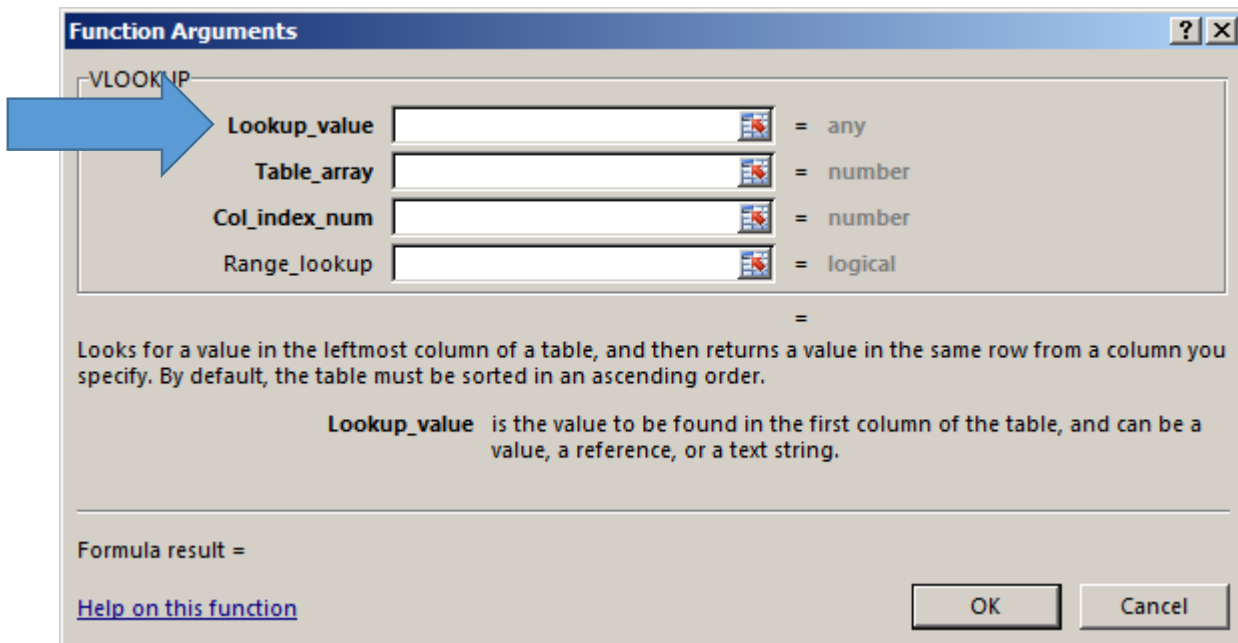 Function Arguments
VLOOKUP
Lookup_value = any
Table_array = number
Col_index_num = number
Range_lookup = logical
=
Looks for a value in the leftmost column of a table, and then returns a value in the same row from a column you
specify. By default, the table must be sorted in an ascending order.
Lookup_value is the value to be found in the first column of the table, and can be a
value, a reference, or a text string.
Formula result =
Help on this function OK Cancel